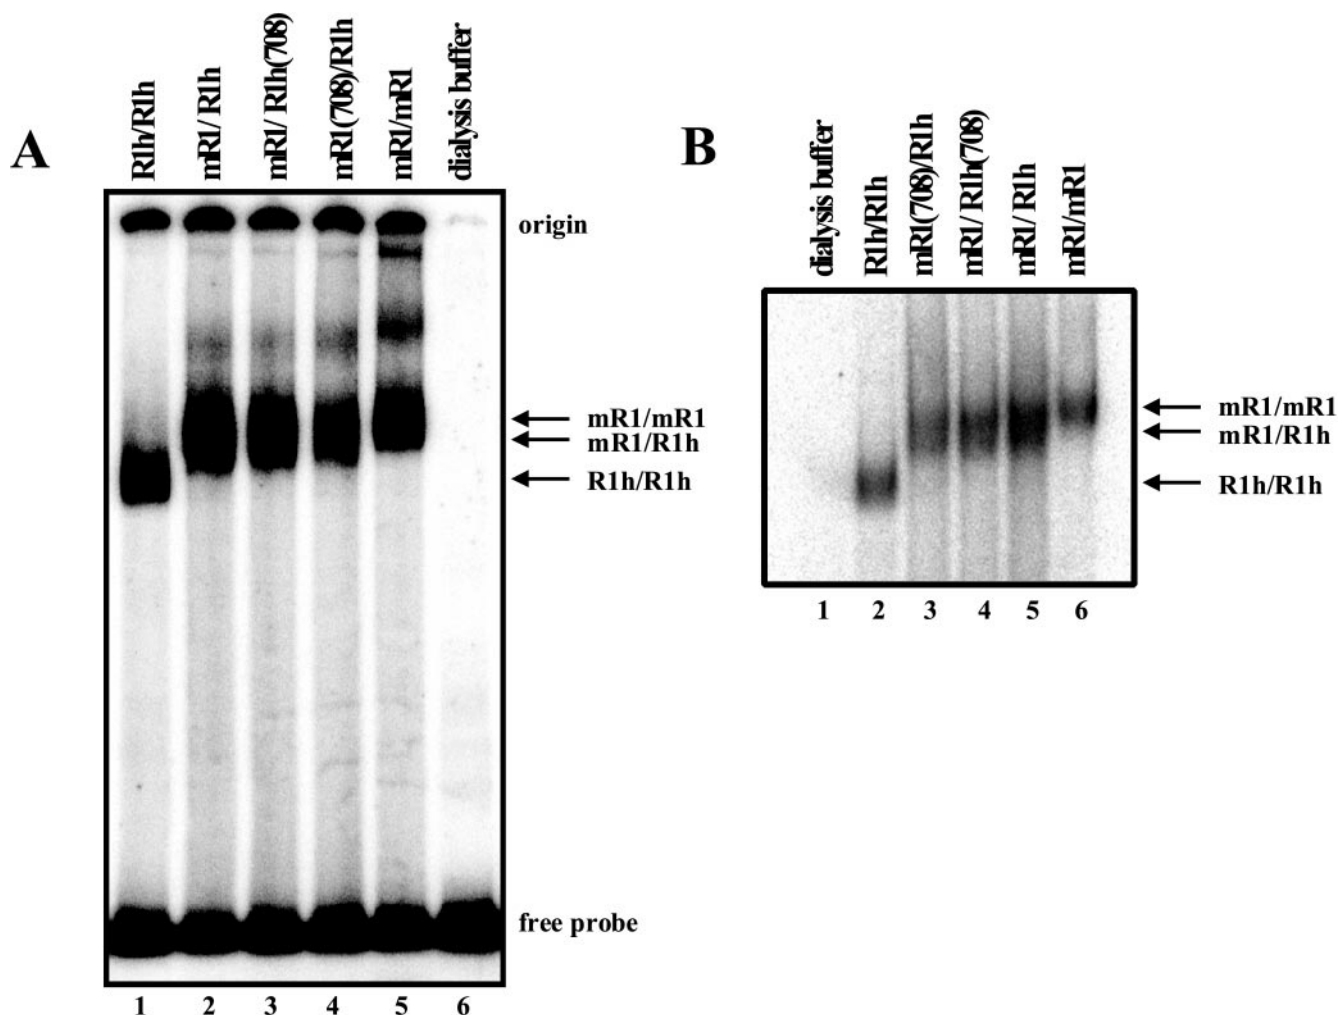 A
R1h/R1h
mR1/ R1h
mR1/ R1h(708)
mR1(708)/R1h
mR1/mR1
dialysis buffer
origin
mR1/mR1
mR1/R1h
R1h/R1h
free probe
1 2 3 4 5 6
B
dialysis buffer
R1h/R1h
mR1(708)/R1h
mR1/ R1h(708)
mR1/ R1h
mR1/mR1
mR1/mR1
mR1/R1h
R1h/R1h
1 2 3 4 5 6